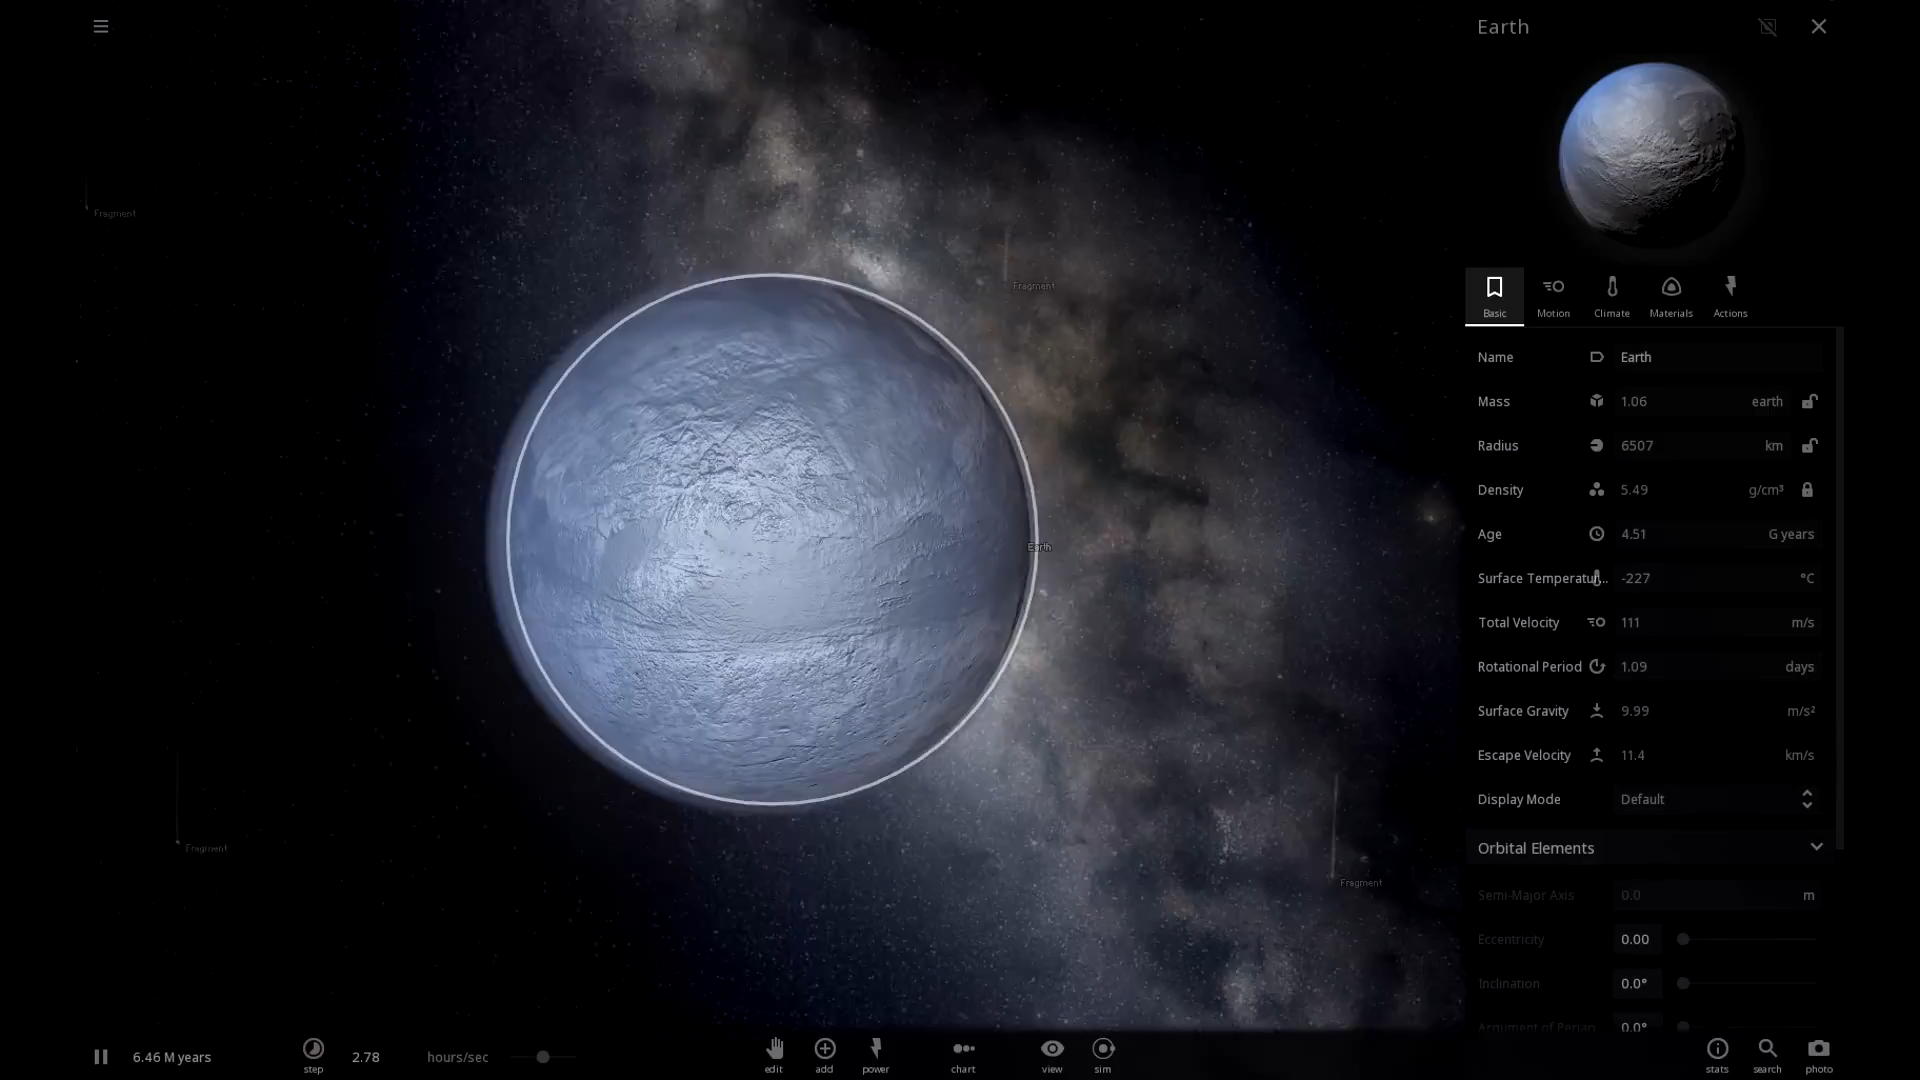 Earth
Fragment
Fragment
Basic
Motion
Climate
Materials
Actions
Name Earth
Mass 1.06 earth
Radius 6507 km
Density 5.49 g/cm³
Age 4.51 G years
Earth
Surface Temperatur... -227 °C
Total Velocity 111 m/s
Rotational Period 1.09 days
Surface Gravity 9.99 m/s²
Escape Velocity 11.4 km/s
Display Mode Default
Fragment
Orbital Elements
Fragment
Semi-Major Axis 0.0 m
Eccentricity 0.00
Inclination 0.0°
Argument of Perian 0.0°
6.46 M years
step
2.78 hours/sec
edit
add
power
chart
view
sim
stats
search
photo